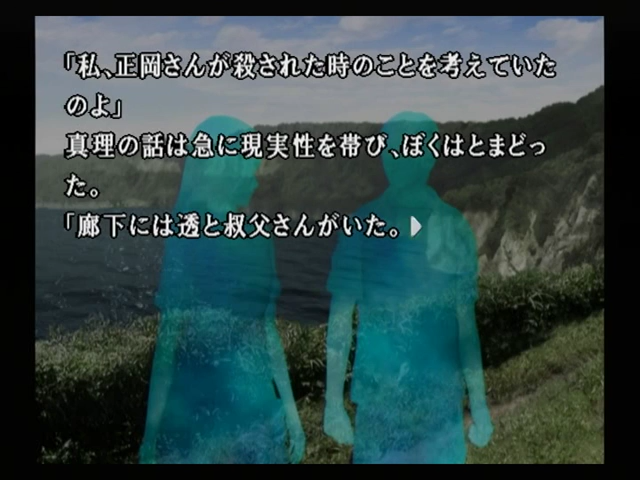 「私、正岡さんが殺された時のことを考えていた
のよ」
真理の話は急に現実性を帯び、ぼくはとまどっ
た。
「廊下には透と叔父さんがいた。